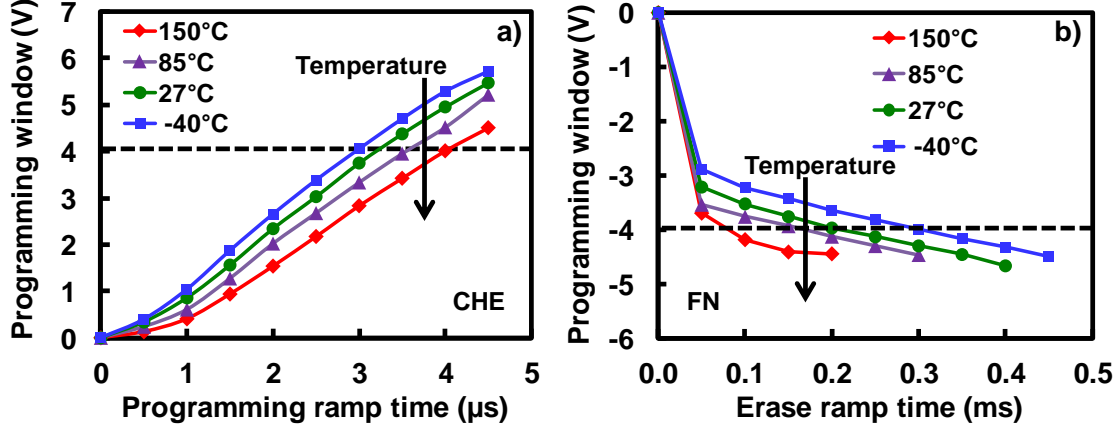 7
6
5
4
3
2
1
0
Programming window (V)
150°C
85°C
27°C
-40°C
a)
Temperature
CHE
0 1 2 3 4 5
Programming ramp time (µs)
0
-1
-2
-3
-4
-5
-6
Programming window (V)
b)
150°C
85°C
27°C
-40°C
Temperature
FN
0.0 0.1 0.2 0.3 0.4 0.5
Erase ramp time (ms)